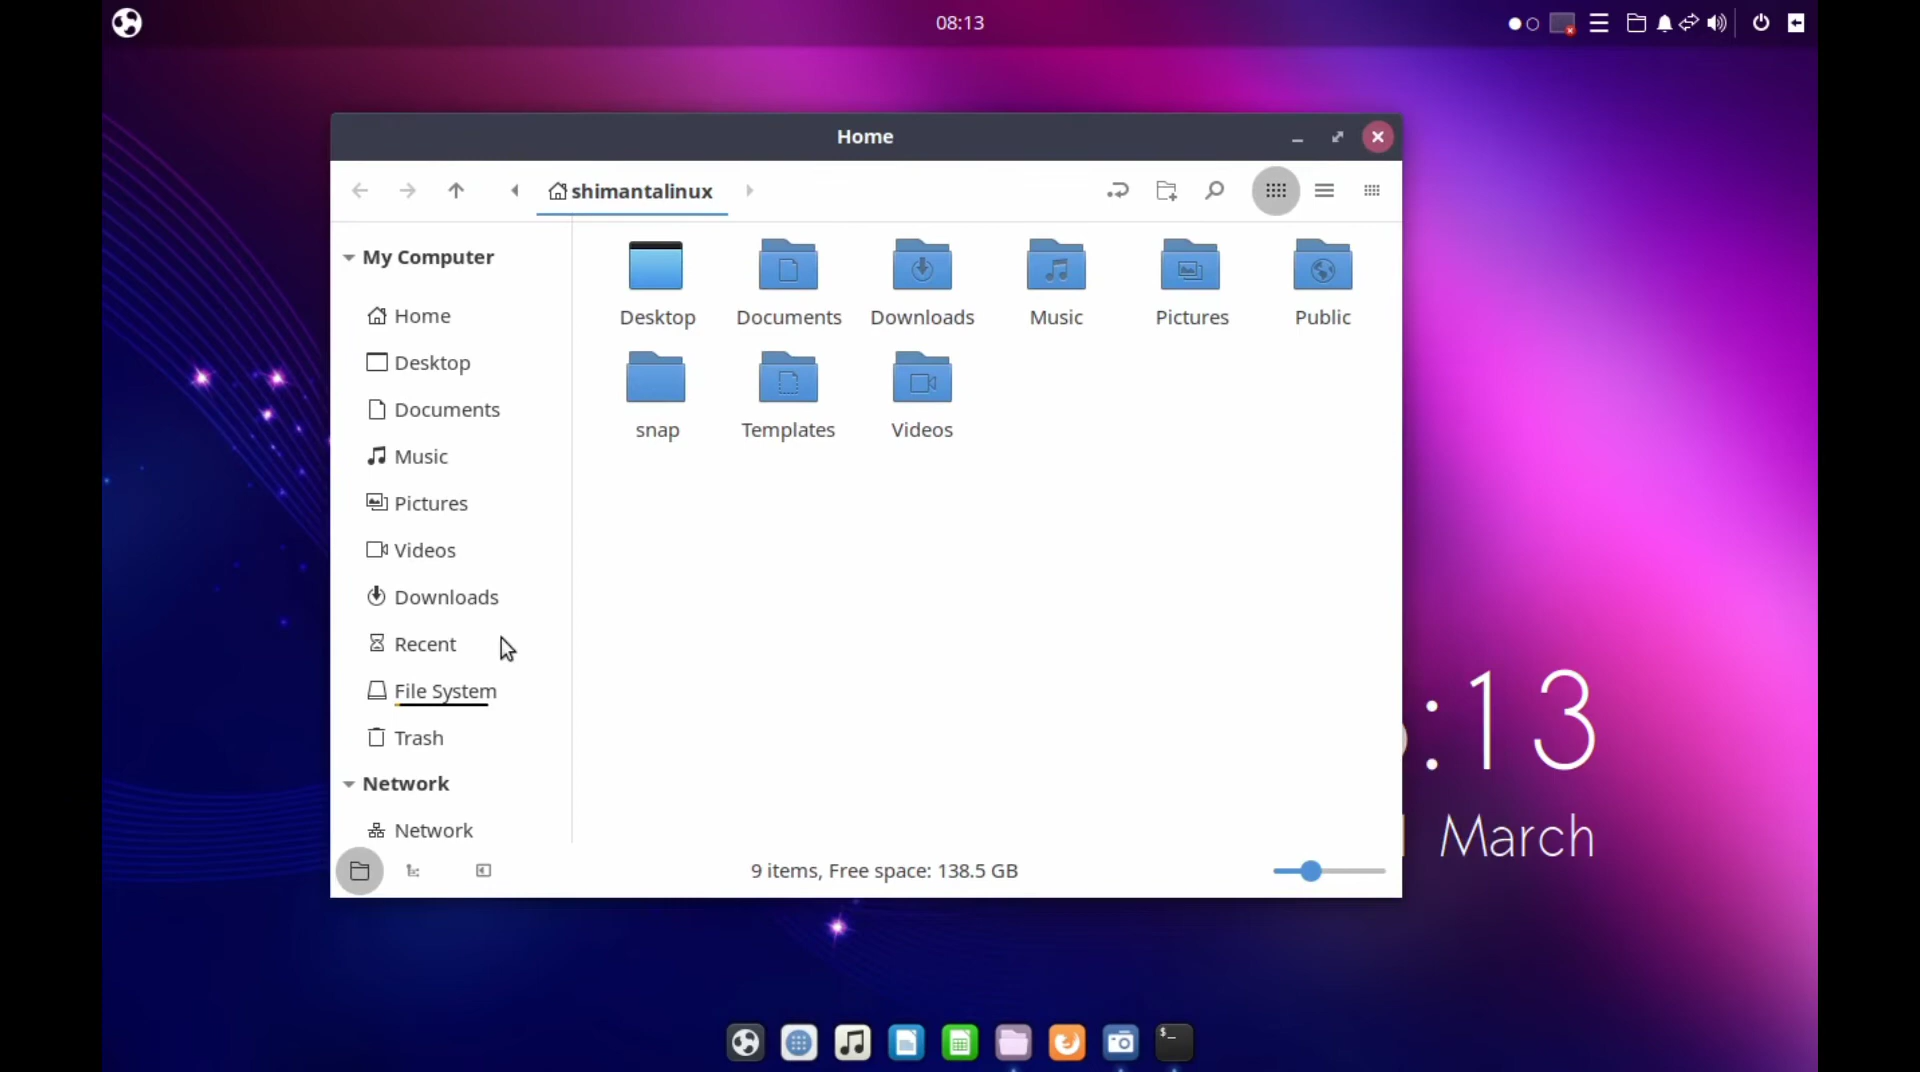 08:13
Home
shimantalinux
My Computer
Home
Desktop
Documents
Music
Pictures
Videos
Downloads
Recent
File System
Trash
Network
Network
Desktop
Documents
Downloads
Music
Pictures
Public
snap
Templates
Videos
9 items, Free space: 138.5 GB
:13
March
$_